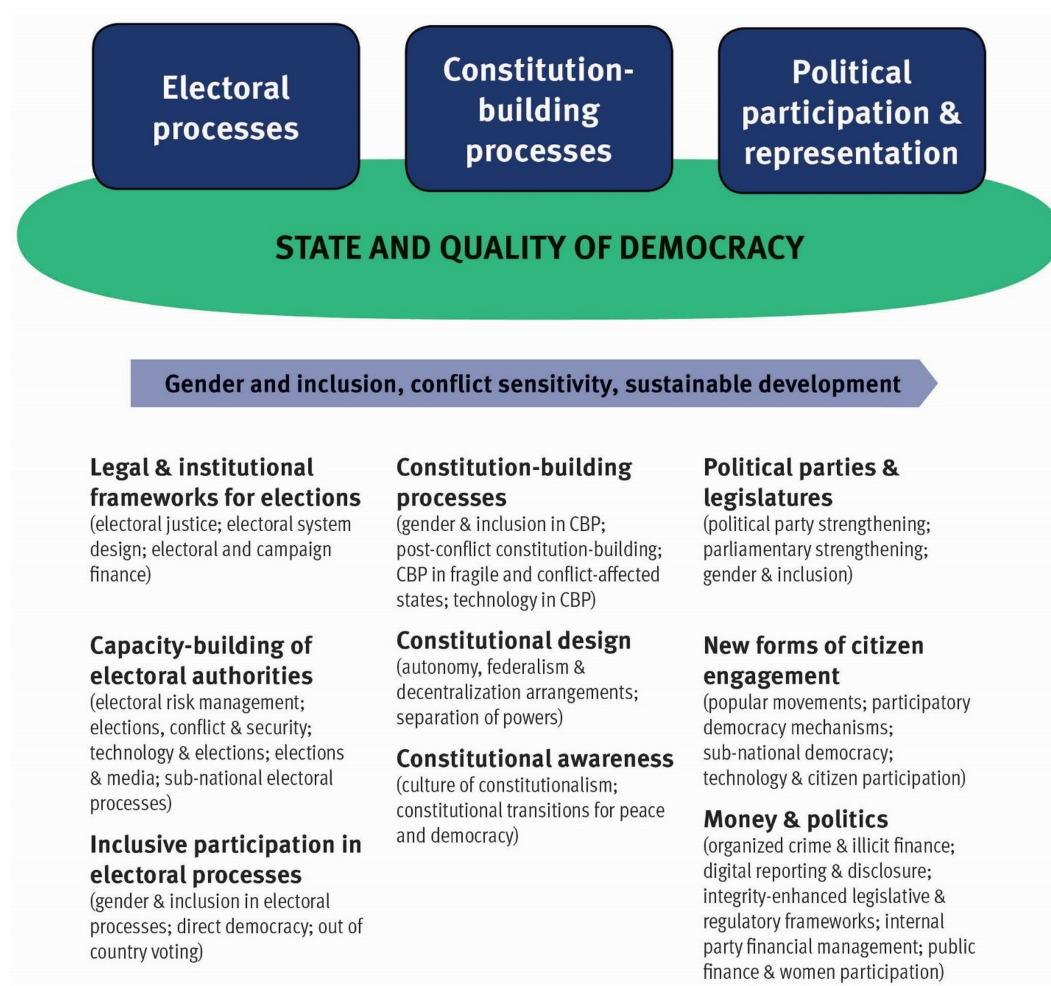 Electoral
processes
Constitution-
building
processes
Political
participation &
representation
STATE AND QUALITY OF DEMOCRACY
Gender and inclusion, conflict sensitivity, sustainable development
Legal & institutional
frameworks for elections
(electoral justice; electoral system
design; electoral and campaign
finance)
Capacity-building of
electoral authorities
(electoral risk management;
elections, conflict & security;
technology & elections; elections
& media; sub-national electoral
processes)
Inclusive participation in
electoral processes
(gender & inclusion in electoral
processes; direct democracy; out of
country voting)
Constitution-building
processes
(gender & inclusion in CBP;
post-conflict constitution-building;
CBP in fragile and conflict-affected
states; technology in CBP)
Constitutional design
(autonomy, federalism &
decentralization arrangements;
separation of powers)
Constitutional awareness
(culture of constitutionalism;
constitutional transitions for peace
and democracy)
Political parties &
legislatures
(political party strengthening;
parliamentary strengthening;
gender & inclusion)
New forms of citizen
engagement
(popular movements; participatory
democracy mechanisms;
sub-national democracy;
technology & citizen participation)
Money & politics
(organized crime & illicit finance;
digital reporting & disclosure;
integrity-enhanced legislative &
regulatory frameworks; internal
party financial management; public
finance & women participation)